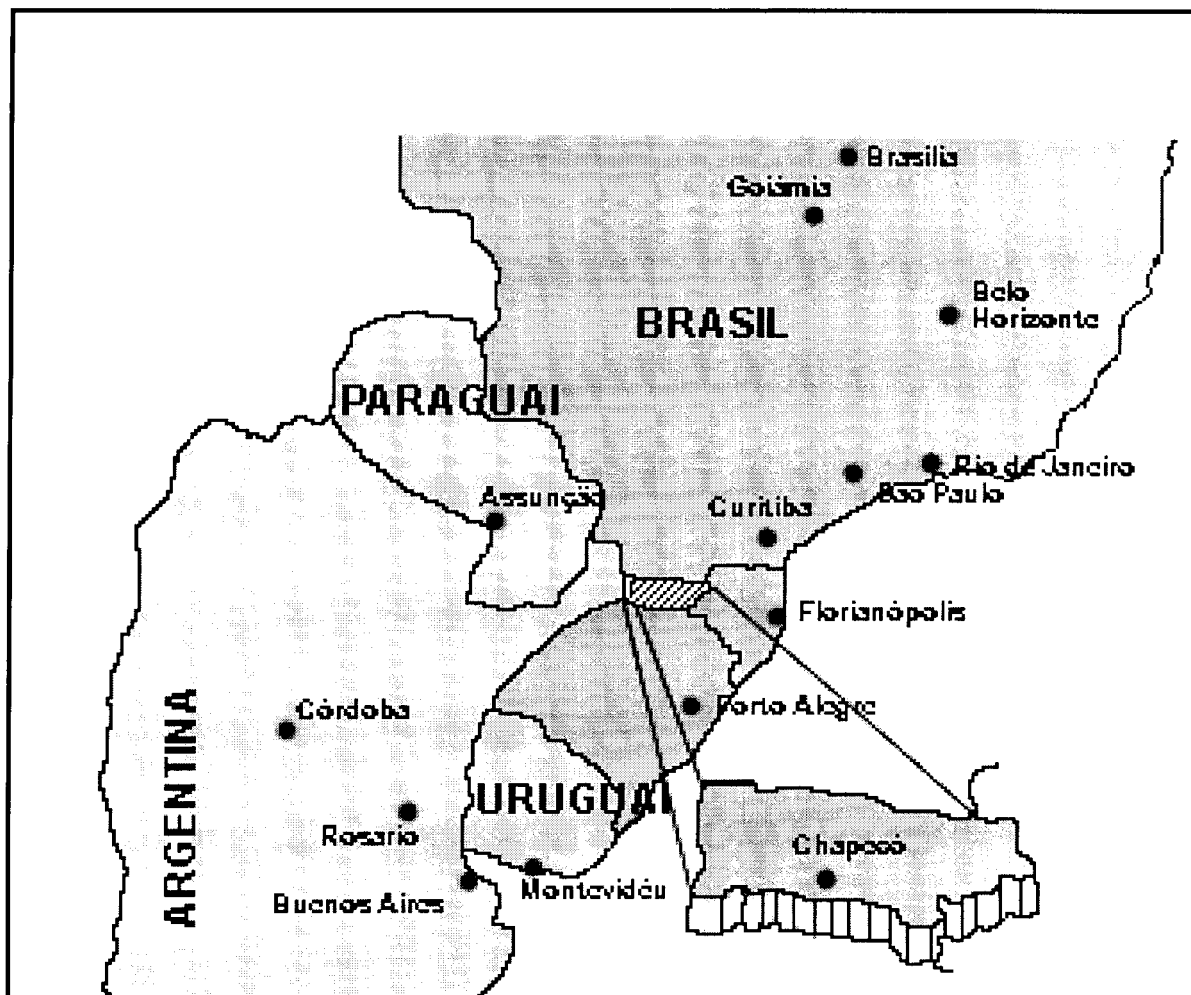 Brasília
Goiâmia
Belo
Horizonte
BRASIL
PARAGUAI
Rio de Janeiro
São Paulo
Assunção
Curitiba
Florianópolis
Porto Alegre
Córdoba
ARGENTINA
URUGUAI
Rosario
Chapecó
Montevidéu
Buenos Aires